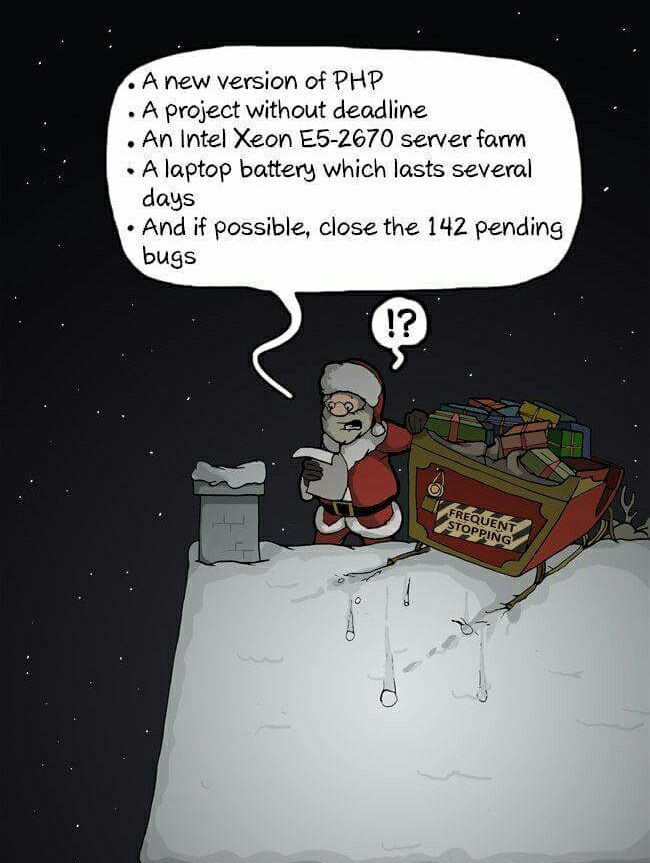 • A new version of PHP
• A project without deadline
• An Intel Xeon E5-2670 server farm
• A laptop battery which lasts several
days
• And if possible, close the 142 pending
bugs
!?
FREQUENT
STOPPING